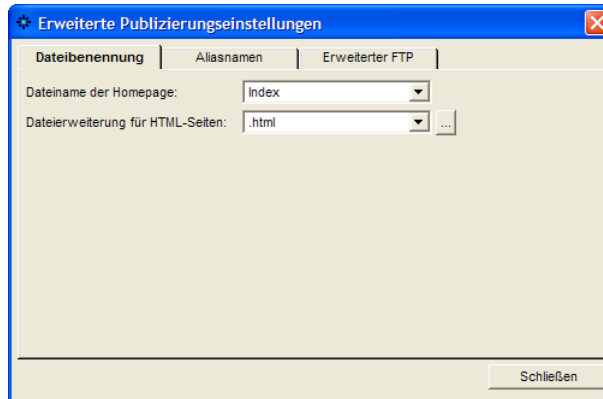 Erweiterte Publizierungseinstellungen
Dateibenennung Aliasnamen Erweiterter FTP
Dateiname der Homepage: Index
Dateierweiterung für HTML-Seiten: .html ...
Schließen